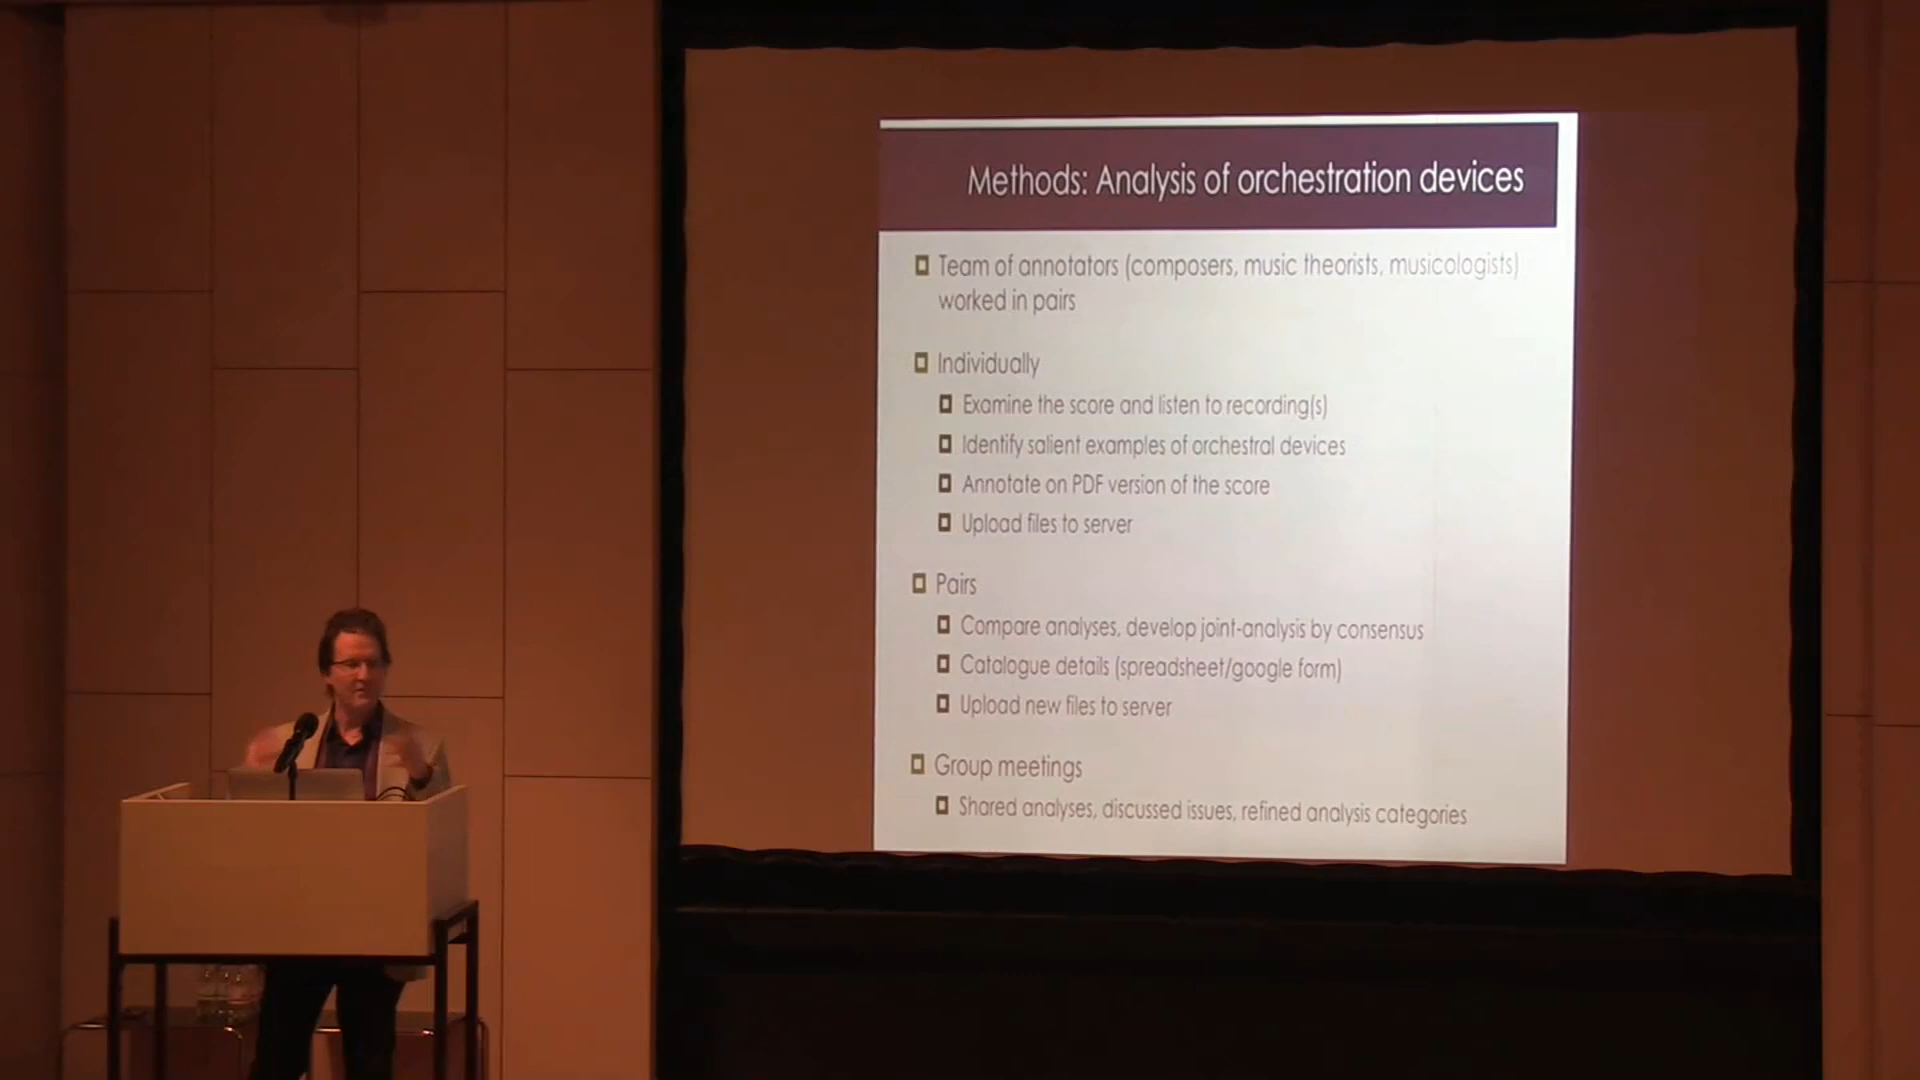 Methods: Analysis of orchestration devices
Team of annotators (composers, music theorists, musicologists)
worked in pairs
Individually
Examine the score and listen to recording(s)
Identify salient examples of orchestral devices
Annotate on PDF version of the score
Upload files to server
Pairs
Compare analyses, develop joint-analysis by consensus
Catalogue details (spreadsheet/google form)
Upload new files to server
Group meetings
Shared analyses, discussed issues, refined analysis categories